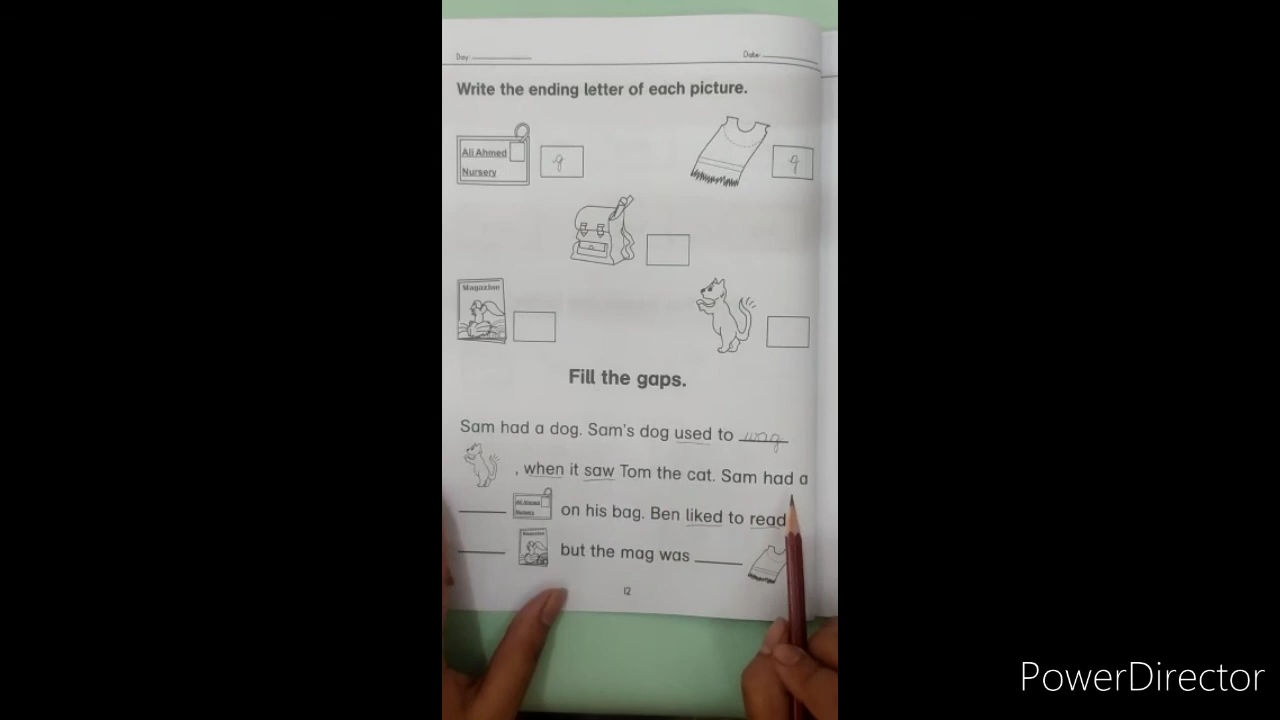 Day
Date
Write the ending letter of each picture.
Ali Ahmed
Nursery
g
g
Magazine
Fill the gaps.
Sam had a dog. Sam's dog used to wag
, when it saw Tom the cat. Sam had a
Ali Ahmed
Nursery
on his bag. Ben liked to read
Magazine
but the mag was
12
PowerDirector